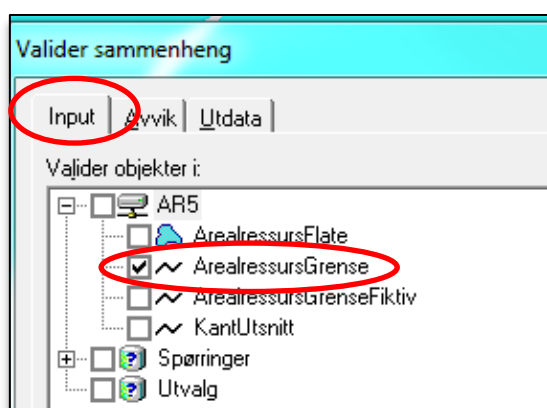 Valider sammenheng
Input Avvik Utdata
Valider objekter i:
AR5
ArealressursFlate
ArealressursGrense
ArealressursGrenseFiktiv
KantUtsnitt
Spørringer
Utvalg